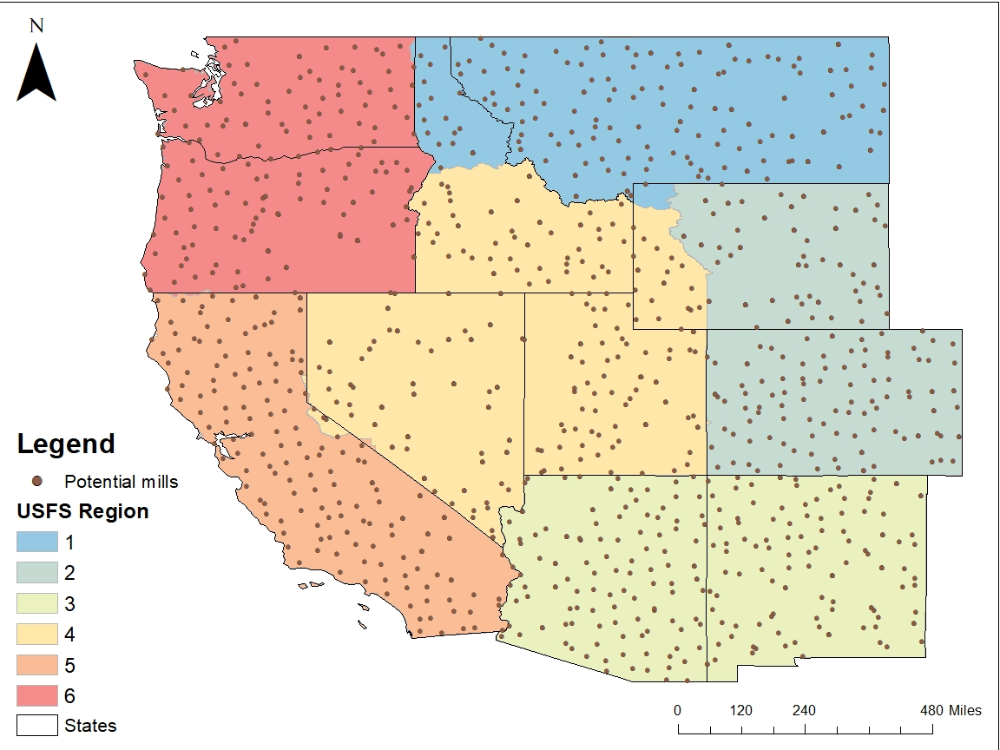 N
Legend
Potential mills
USFS Region
1
2
3
4
5
6
States
0 120 240 480 Miles